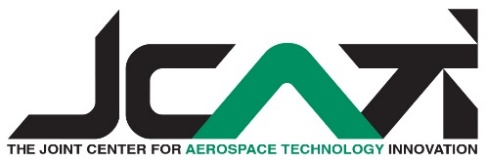 JCATI
THE JOINT CENTER FOR AEROSPACE TECHNOLOGY INNOVATION